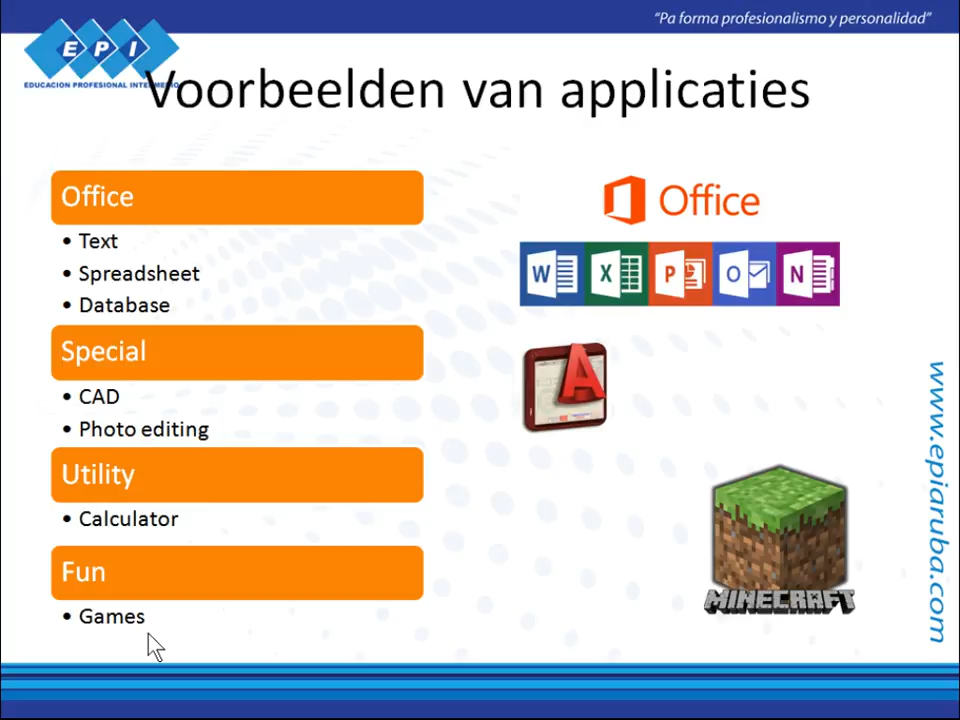 "Pa forma profesionalismo y personalidad"
EPI
EDUCACION PROFESIONAL INTERMEDIO
Voorbeelden van applicaties
Office
• Text
• Spreadsheet
• Database
Special
• CAD
• Photo editing
Utility
• Calculator
Fun
• Games
Office
W X P O N
A
MINECRAFT
www.epiaruba.com